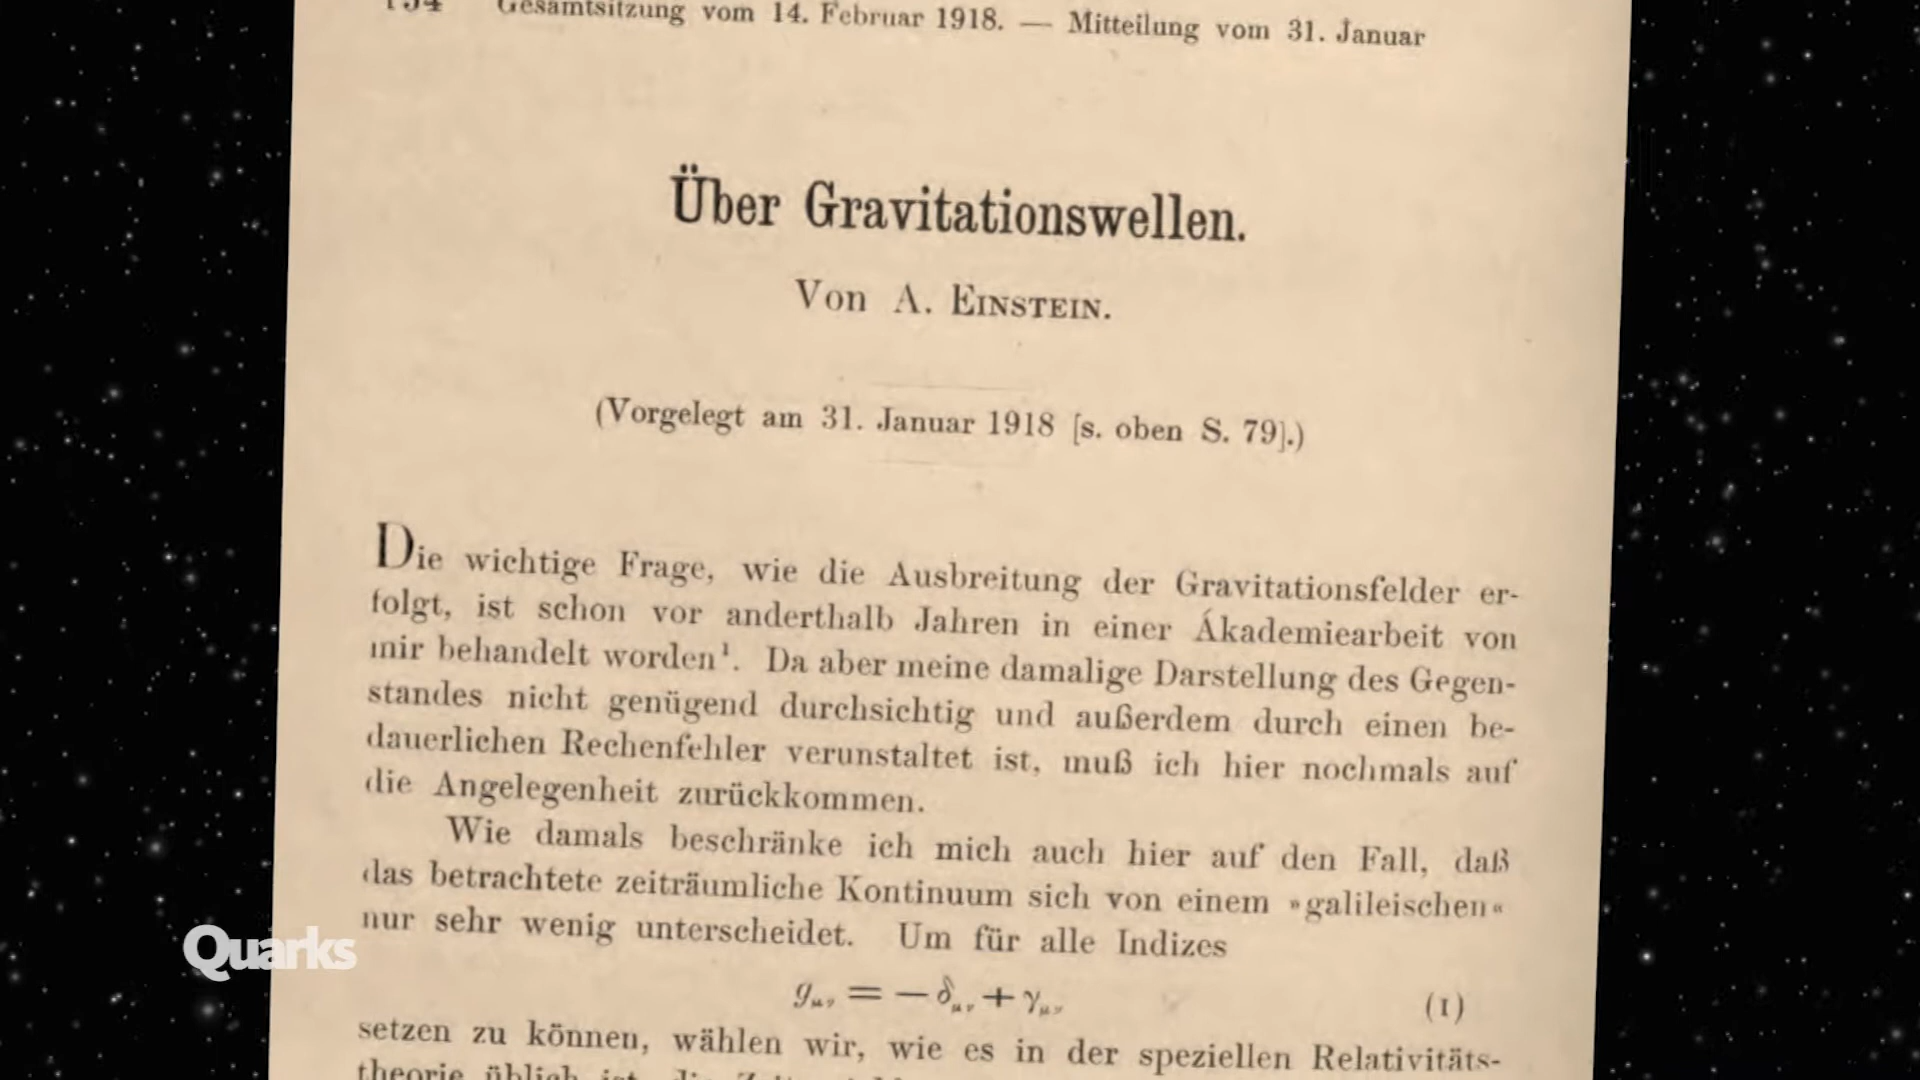 154 Gesamtsitzung vom 14. Februar 1918. — Mitteilung vom 31. Januar
Über Gravitationswellen.
Von A. EINSTEIN.
(Vorgelegt am 31. Januar 1918 [s. oben S. 79].)
Die wichtige Frage, wie die Ausbreitung der Gravitationsfelder er-
folgt, ist schon vor anderthalb Jahren in einer Akademiearbeit von
mir behandelt worden¹. Da aber meine damalige Darstellung des Gegen-
standes nicht genügend durchsichtig und außerdem durch einen be-
dauerlichen Rechenfehler verunstaltet ist, muß ich hier nochmals auf
die Angelegenheit zurückkommen.
Wie damals beschränke ich mich auch hier auf den Fall, daß
das betrachtete zeiträumliche Kontinuum sich von einem »galileischen«
nur sehr wenig unterscheidet. Um für alle Indizes
g_μν = — δ_μν + γ_μν (1)
setzen zu können, wählen wir, wie es in der speziellen Relativitäts-
theorie üblich ist, die
Quarks